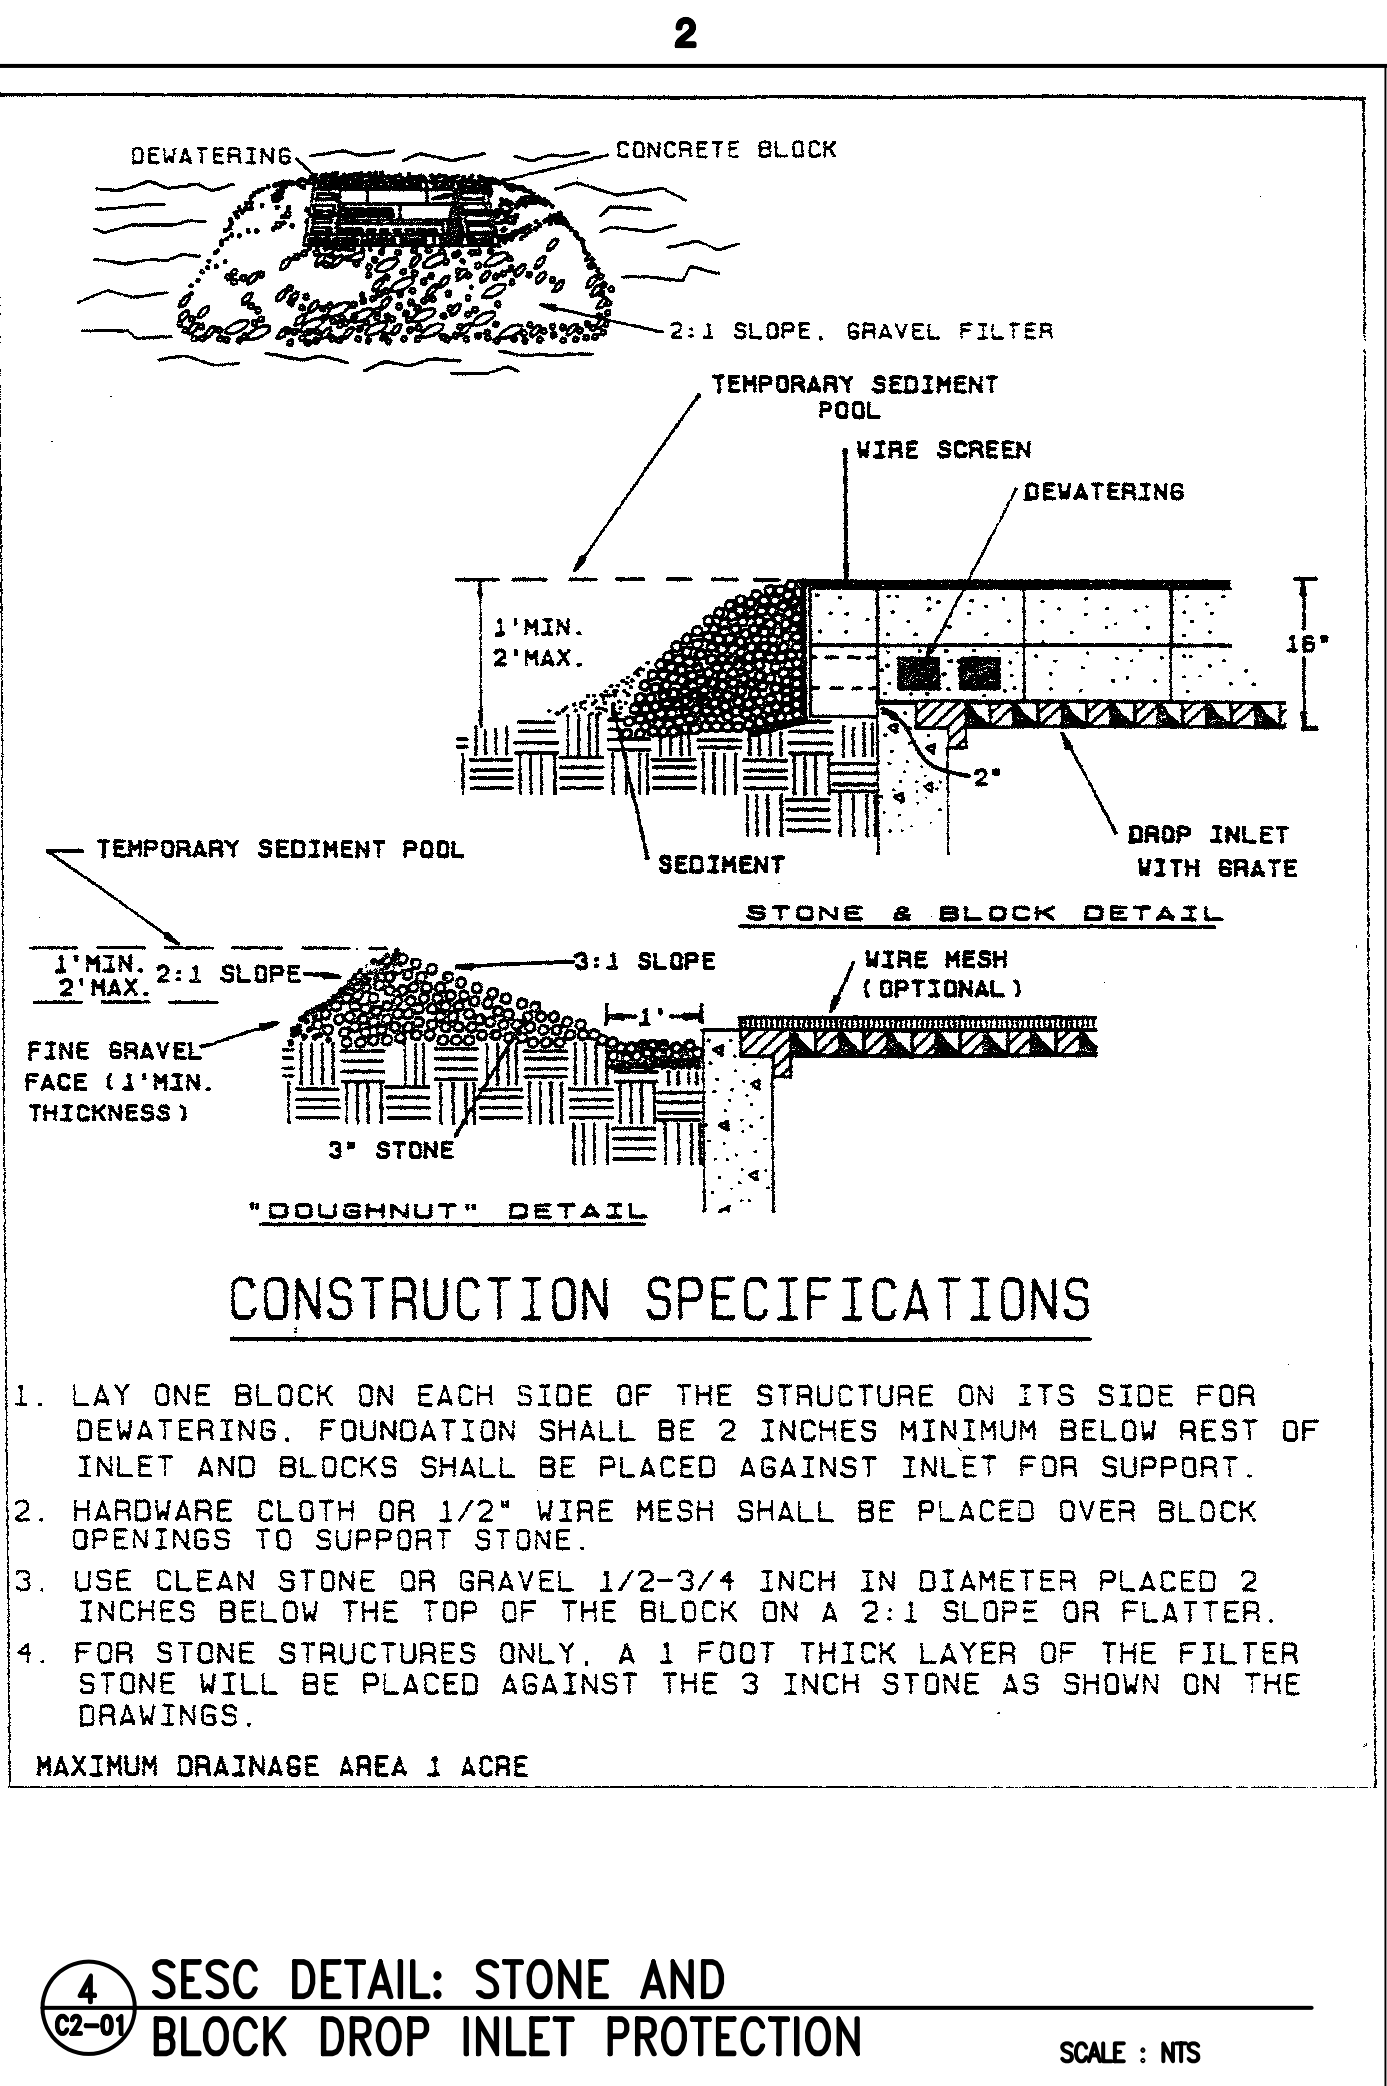 2
DEWATERING
CONCRETE BLOCK
2:1 SLOPE, GRAVEL FILTER
TEMPORARY SEDIMENT
POOL
WIRE SCREEN
DEWATERING
1'MIN.
2'MAX.
16"
2"
SEDIMENT
DROP INLET
WITH GRATE
STONE & BLOCK DETAIL
TEMPORARY SEDIMENT POOL
1'MIN.
2'MAX.
2:1 SLOPE
3:1 SLOPE
WIRE MESH
(OPTIONAL)
1'
FINE GRAVEL
FACE (1'MIN.
THICKNESS)
3" STONE
"DOUGHNUT" DETAIL
CONSTRUCTION SPECIFICATIONS
1. LAY ONE BLOCK ON EACH SIDE OF THE STRUCTURE ON ITS SIDE FOR
DEWATERING. FOUNDATION SHALL BE 2 INCHES MINIMUM BELOW REST OF
INLET AND BLOCKS SHALL BE PLACED AGAINST INLET FOR SUPPORT.
2. HARDWARE CLOTH OR 1/2" WIRE MESH SHALL BE PLACED OVER BLOCK
OPENINGS TO SUPPORT STONE.
3. USE CLEAN STONE OR GRAVEL 1/2-3/4 INCH IN DIAMETER PLACED 2
INCHES BELOW THE TOP OF THE BLOCK ON A 2:1 SLOPE OR FLATTER.
4. FOR STONE STRUCTURES ONLY, A 1 FOOT THICK LAYER OF THE FILTER
STONE WILL BE PLACED AGAINST THE 3 INCH STONE AS SHOWN ON THE
DRAWINGS.
MAXIMUM DRAINAGE AREA 1 ACRE
4
C2-01
SESC DETAIL: STONE AND
BLOCK DROP INLET PROTECTION
SCALE : NTS